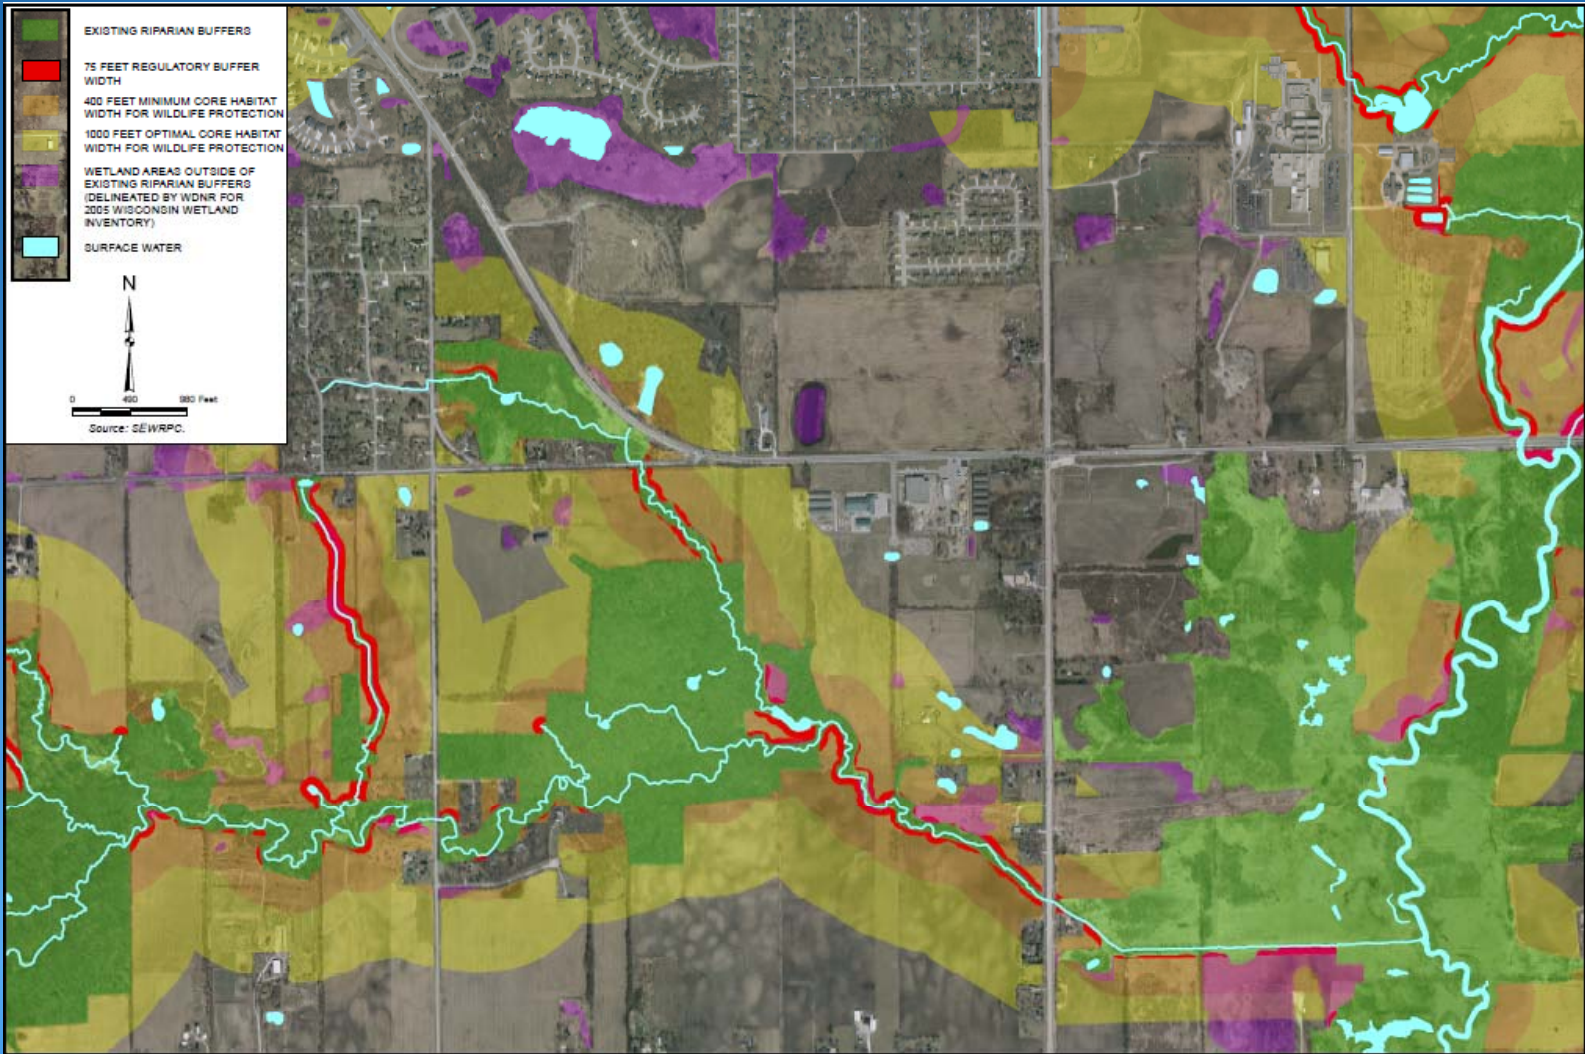 EXISTING RIPARIAN BUFFERS
75 FEET REGULATORY BUFFER
WIDTH
400 FEET MINIMUM CORE HABITAT
WIDTH FOR WILDLIFE PROTECTION
1000 FEET OPTIMAL CORE HABITAT
WIDTH FOR WILDLIFE PROTECTION
WETLAND AREAS OUTSIDE OF
EXISTING RIPARIAN BUFFERS
(DELINEATED BY WDNR FOR
2005 WISCONSIN WETLAND
INVENTORY)
SURFACE WATER
N
0 490 980 Feet
Source: SEWRPC.